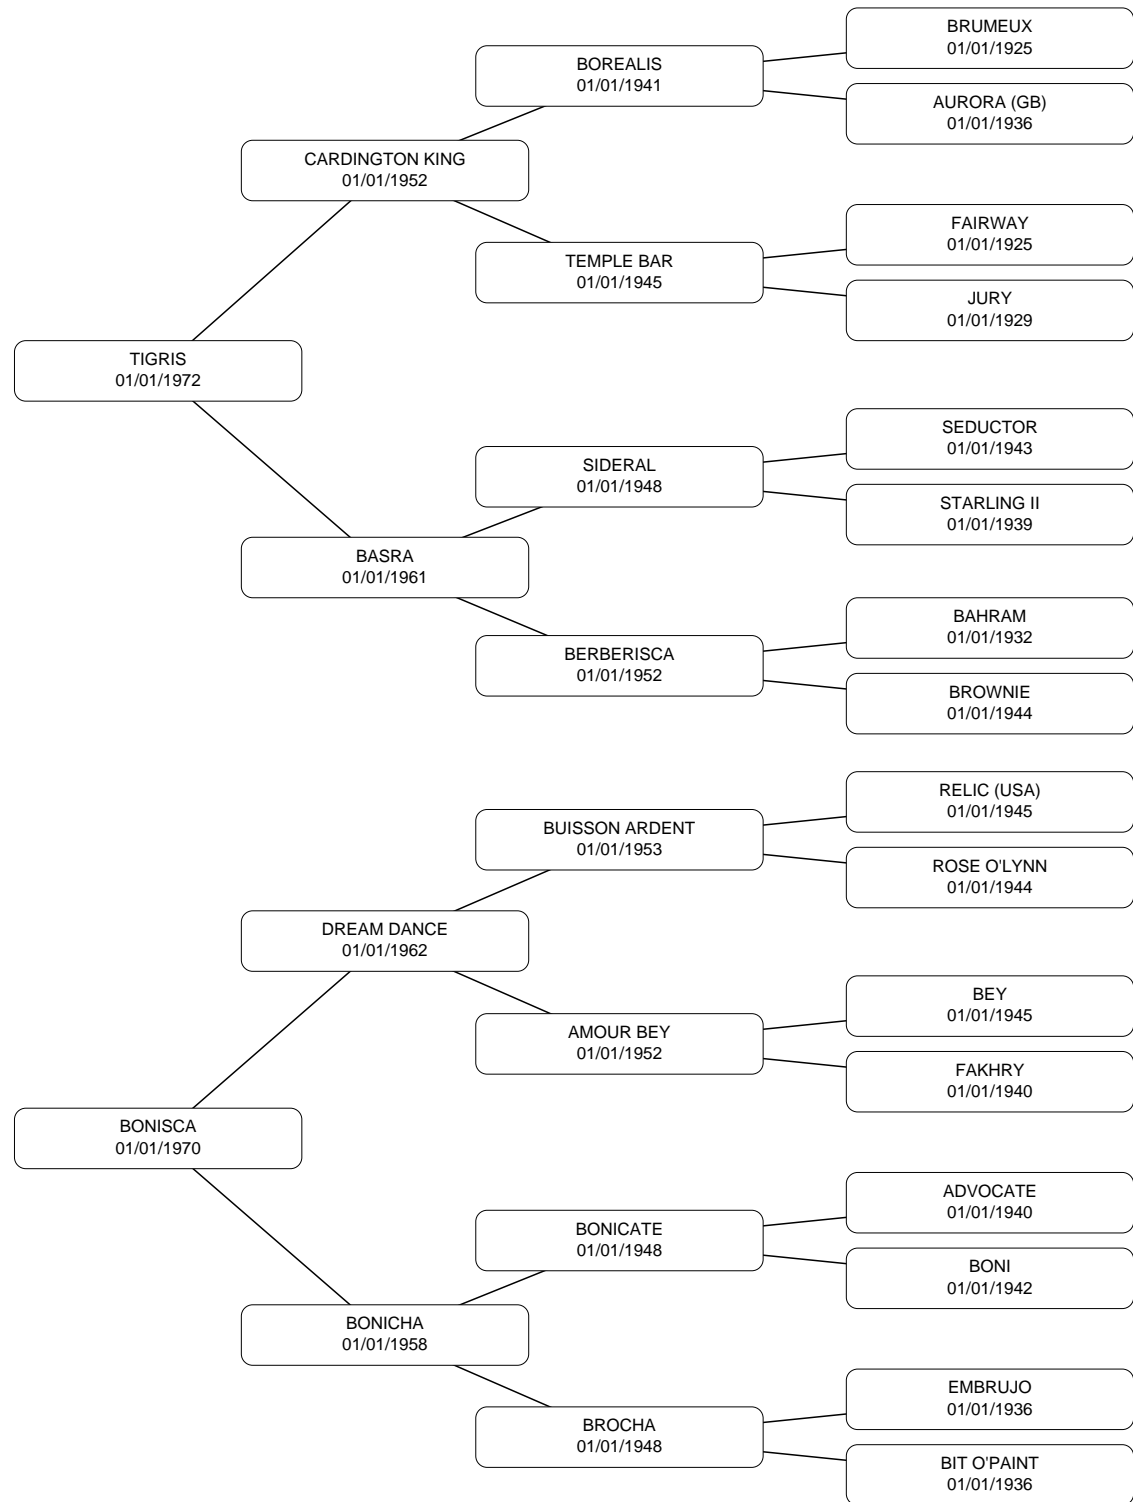 BRUMEUX
01/01/1925
BOREALIS
01/01/1941
AURORA (GB)
01/01/1936
CARDINGTON KING
01/01/1952
FAIRWAY
01/01/1925
TEMPLE BAR
01/01/1945
JURY
01/01/1929
TIGRIS
01/01/1972
SEDUCTOR
01/01/1943
SIDERAL
01/01/1948
STARLING II
01/01/1939
BASRA
01/01/1961
BAHRAM
01/01/1932
BERBERISCA
01/01/1952
BROWNIE
01/01/1944
RELIC (USA)
01/01/1945
BUISSON ARDENT
01/01/1953
ROSE O'LYNN
01/01/1944
DREAM DANCE
01/01/1962
BEY
01/01/1945
AMOUR BEY
01/01/1952
FAKHRY
01/01/1940
BONISCA
01/01/1970
ADVOCATE
01/01/1940
BONICATE
01/01/1948
BONI
01/01/1942
BONICHA
01/01/1958
EMBRUJO
01/01/1936
BROCHA
01/01/1948
BIT O'PAINT
01/01/1936